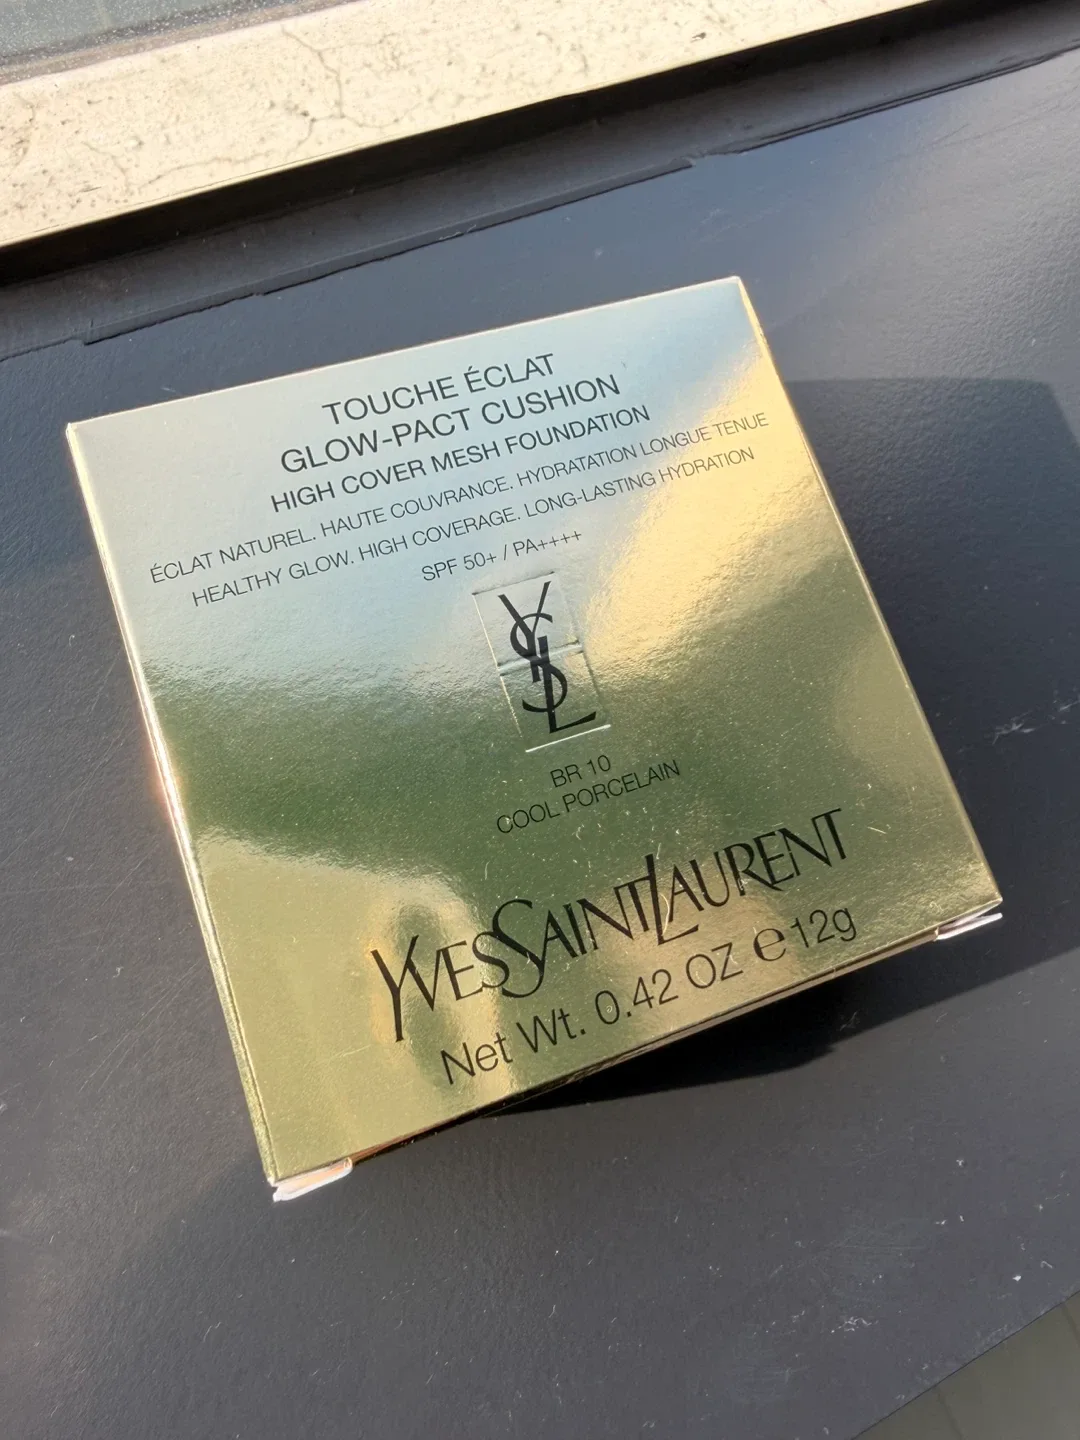 TOUCHE ÉCLAT
GLOW-PACT CUSHION
HIGH COVER MESH FOUNDATION
ÉCLAT NATUREL. HAUTE COUVRANCE. HYDRATATION LONGUE TENUE
HEALTHY GLOW. HIGH COVERAGE. LONG-LASTING HYDRATION
SPF 50+ / PA++++
YSL
BR 10
COOL PORCELAIN
YVESSAINTLAURENT
Net Wt. 0.42 OZ ℮12g